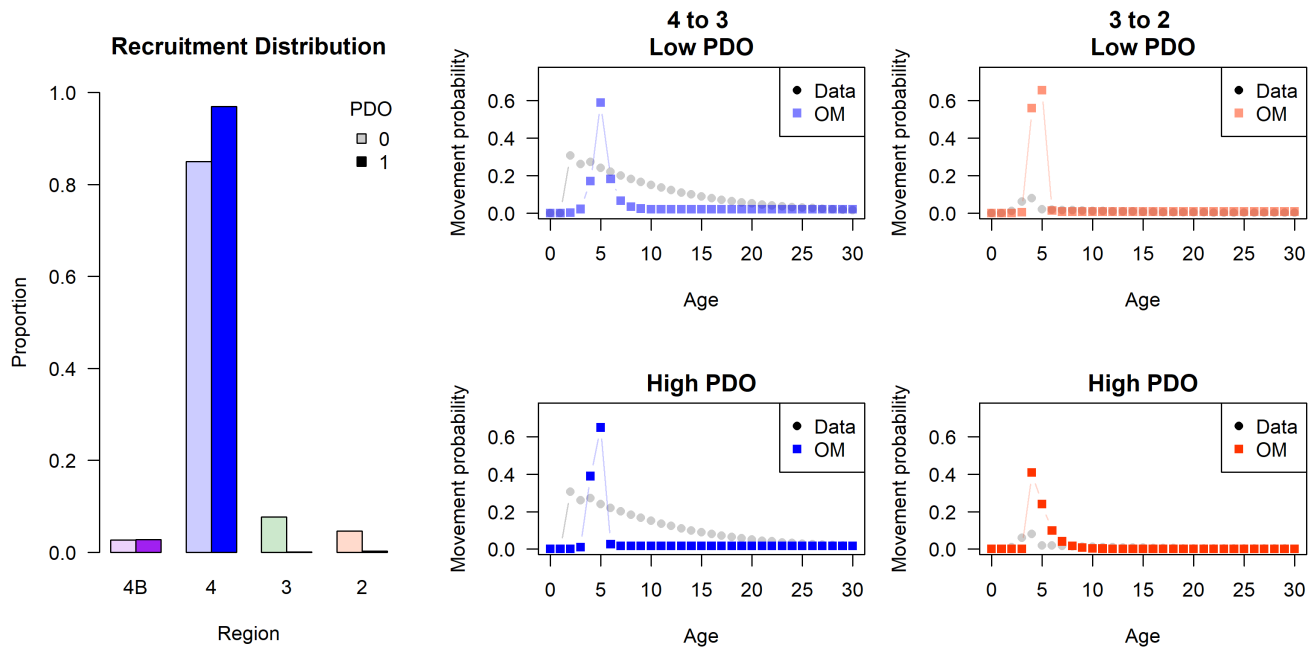 Recruitment Distribution
Proportion
1.0
0.8
0.6
0.4
0.2
0.0
PDO
0
1
4B
4
3
2
Region
4 to 3
Low PDO
Movement probability
0.6
0.4
0.2
0.0
Data
OM
0
5
10
15
20
25
30
Age
3 to 2
Low PDO
Movement probability
0.6
0.4
0.2
0.0
Data
OM
0
5
10
15
20
25
30
Age
High PDO
Movement probability
0.6
0.4
0.2
0.0
Data
OM
0
5
10
15
20
25
30
Age
High PDO
Movement probability
0.6
0.4
0.2
0.0
Data
OM
0
5
10
15
20
25
30
Age